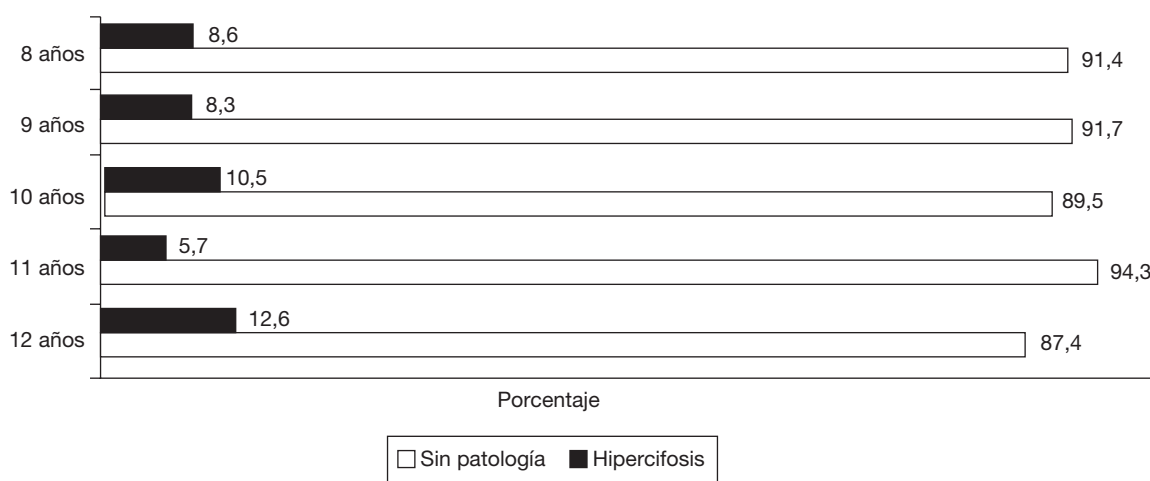 8 años
8,6
91,4
9 años
8,3
91,7
10 años
10,5
89,5
11 años
5,7
94,3
12 años
12,6
87,4
Porcentaje
Sin patología Hipercifosis